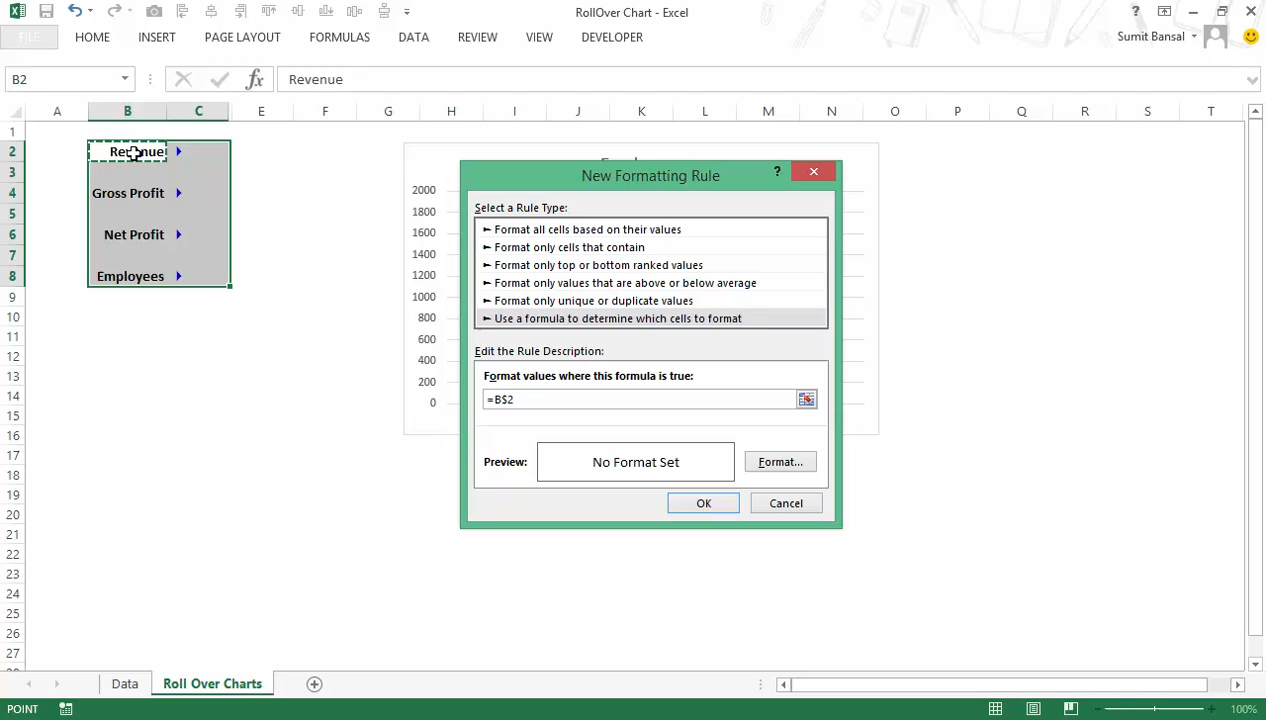 RollOver Chart - Excel
FILE HOME INSERT PAGE LAYOUT FORMULAS DATA REVIEW VIEW DEVELOPER Sumit Bansal
B2 fx Revenue
A B C E F G H I J K L M N O P Q R S T
1
2 Revenue
3
4 Gross Profit
5
6 Net Profit
7
8 Employees
9
10
11
12
13
14
15
16
17
18
19
20
21
22
23
24
25
26
27
2000
1800
1600
1400
1200
1000
800
600
400
200
0
New Formatting Rule
Select a Rule Type:
► Format all cells based on their values
► Format only cells that contain
► Format only top or bottom ranked values
► Format only values that are above or below average
► Format only unique or duplicate values
► Use a formula to determine which cells to format
Edit the Rule Description:
Format values where this formula is true:
=B$2
Preview: No Format Set Format...
OK Cancel
Data Roll Over Charts
POINT 100%